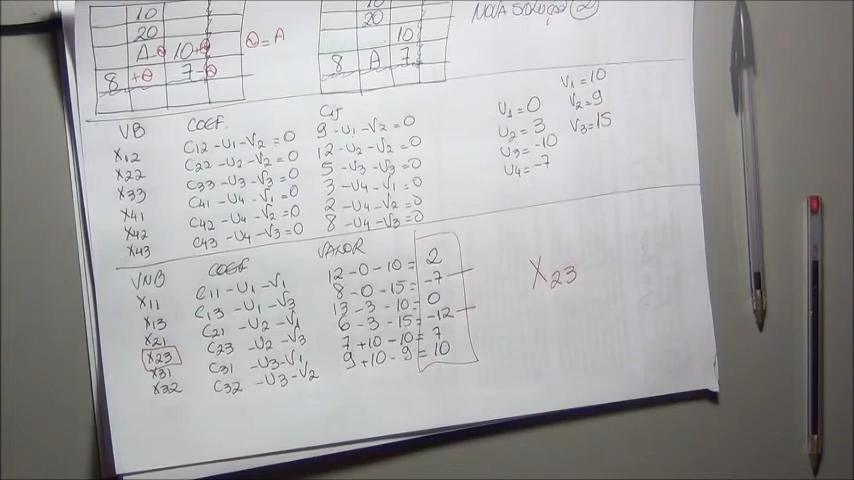 10
20
A-θ 10+θ
8 +θ 7-θ
θ = A
10
20
10
8 A 7
NOVA SOLUÇÃO 2
VB COEF. Cij
X12 C12 -U1 -V2 =0 9 -U1 -V2 =0
X22 C22 -U2 -V2 =0 12 -U2 -V2 =0
X33 C33 -U3 -V3 =0 5 -U3 -V3 =0
X41 C41 -U4 -V1 =0 3 -U4 -V1 =0
X42 C42 -U4 -V2 =0 2 -U4 -V2 =0
X43 C43 -U4 -V3 =0 8 -U4 -V3 =0
U1 = 0 V1 = 10
U2 = 3 V2 = 9
U3 = -10 V3 = 15
U4 = -7
VNB COEF VALOR
X11 C11 -U1 -V1 12 -0 -10 = 2
X13 C13 -U1 -V3 8 -0 -15 = -7
X21 C21 -U2 -V1 13 -3 -10 = 0
X23 C23 -U2 -V3 6 -3 -15 = -12
X31 C31 -U3 -V1 7 +10 -10 = 7
X32 C32 -U3 -V2 9 +10 - 9 = 10
X23